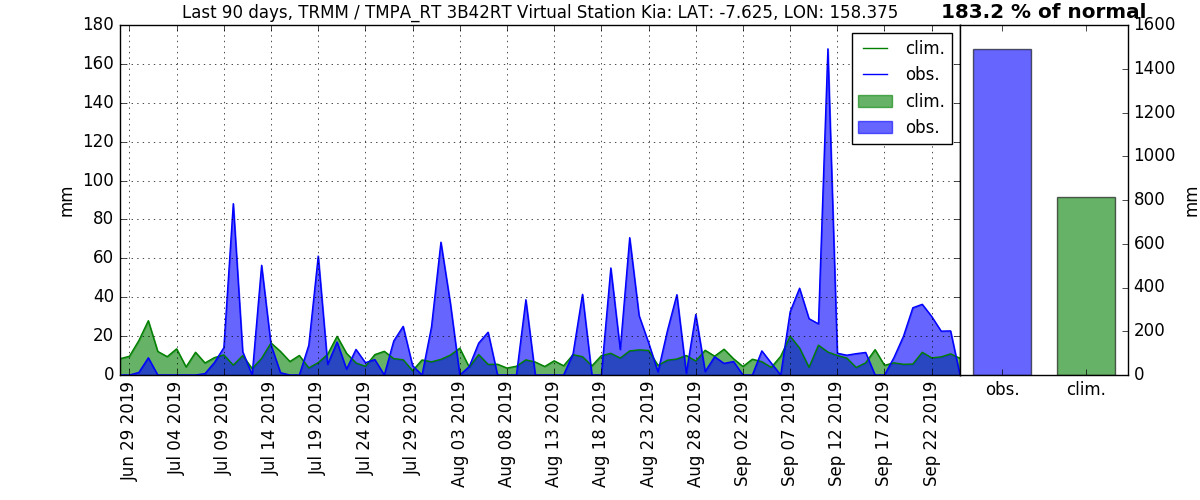 Last 90 days, TRMM / TMPA_RT 3B42RT Virtual Station Kia: LAT: -7.625, LON: 158.375
183.2 % of normal
180
160
140
120
100
80
60
40
20
0
mm
clim.
obs.
clim.
obs.
Jun 29 2019
Jul 04 2019
Jul 09 2019
Jul 14 2019
Jul 19 2019
Jul 24 2019
Jul 29 2019
Aug 03 2019
Aug 08 2019
Aug 13 2019
Aug 18 2019
Aug 23 2019
Aug 28 2019
Sep 02 2019
Sep 07 2019
Sep 12 2019
Sep 17 2019
Sep 22 2019
1600
1400
1200
1000
800
600
400
200
0
mm
obs.
clim.